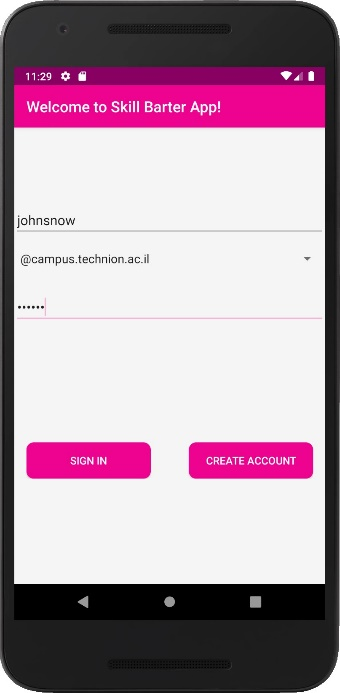 11:29
Welcome to Skill Barter App!
johnsnow
@campus.technion.ac.il
••••••
SIGN IN
CREATE ACCOUNT